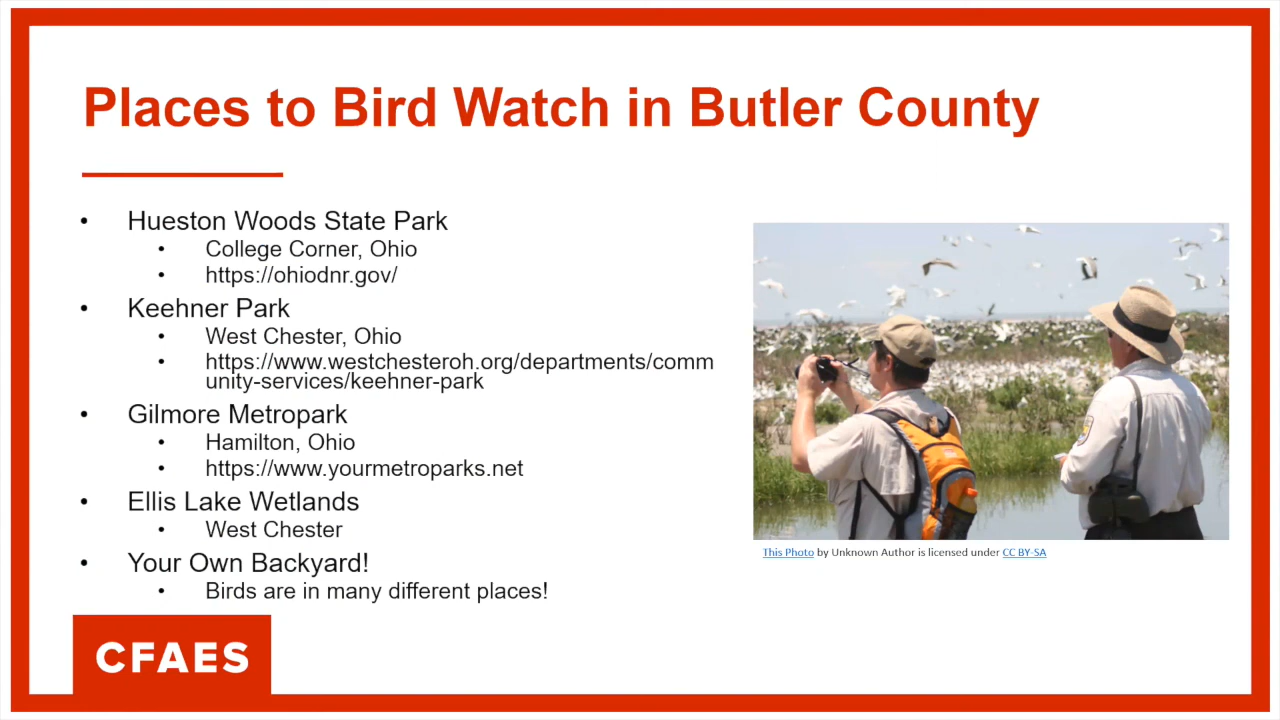 Places to Bird Watch in Butler County
• Hueston Woods State Park
• College Corner, Ohio
• https://ohiodnr.gov/
• Keehner Park
• West Chester, Ohio
• https://www.westchesteroh.org/departments/comm
unity-services/keehner-park
• Gilmore Metropark
• Hamilton, Ohio
• https://www.yourmetroparks.net
• Ellis Lake Wetlands
• West Chester
• Your Own Backyard!
• Birds are in many different places!
This Photo by Unknown Author is licensed under CC BY-SA
CFAES